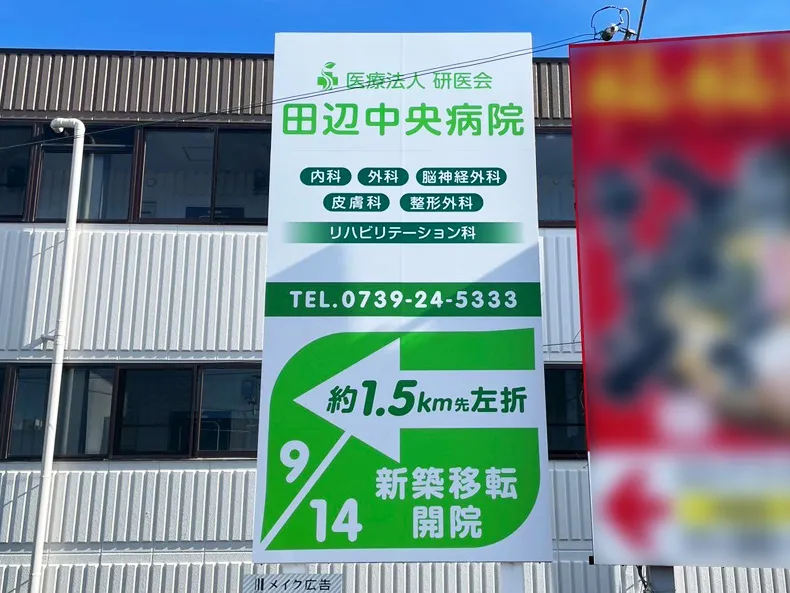 医療法人 研医会
田辺中央病院
内科 外科 脳神経外科
皮膚科 整形外科
リハビリテーション科
TEL.0739-24-5333
約1.5km先左折
9/14
新築移転
開院
メイク広告